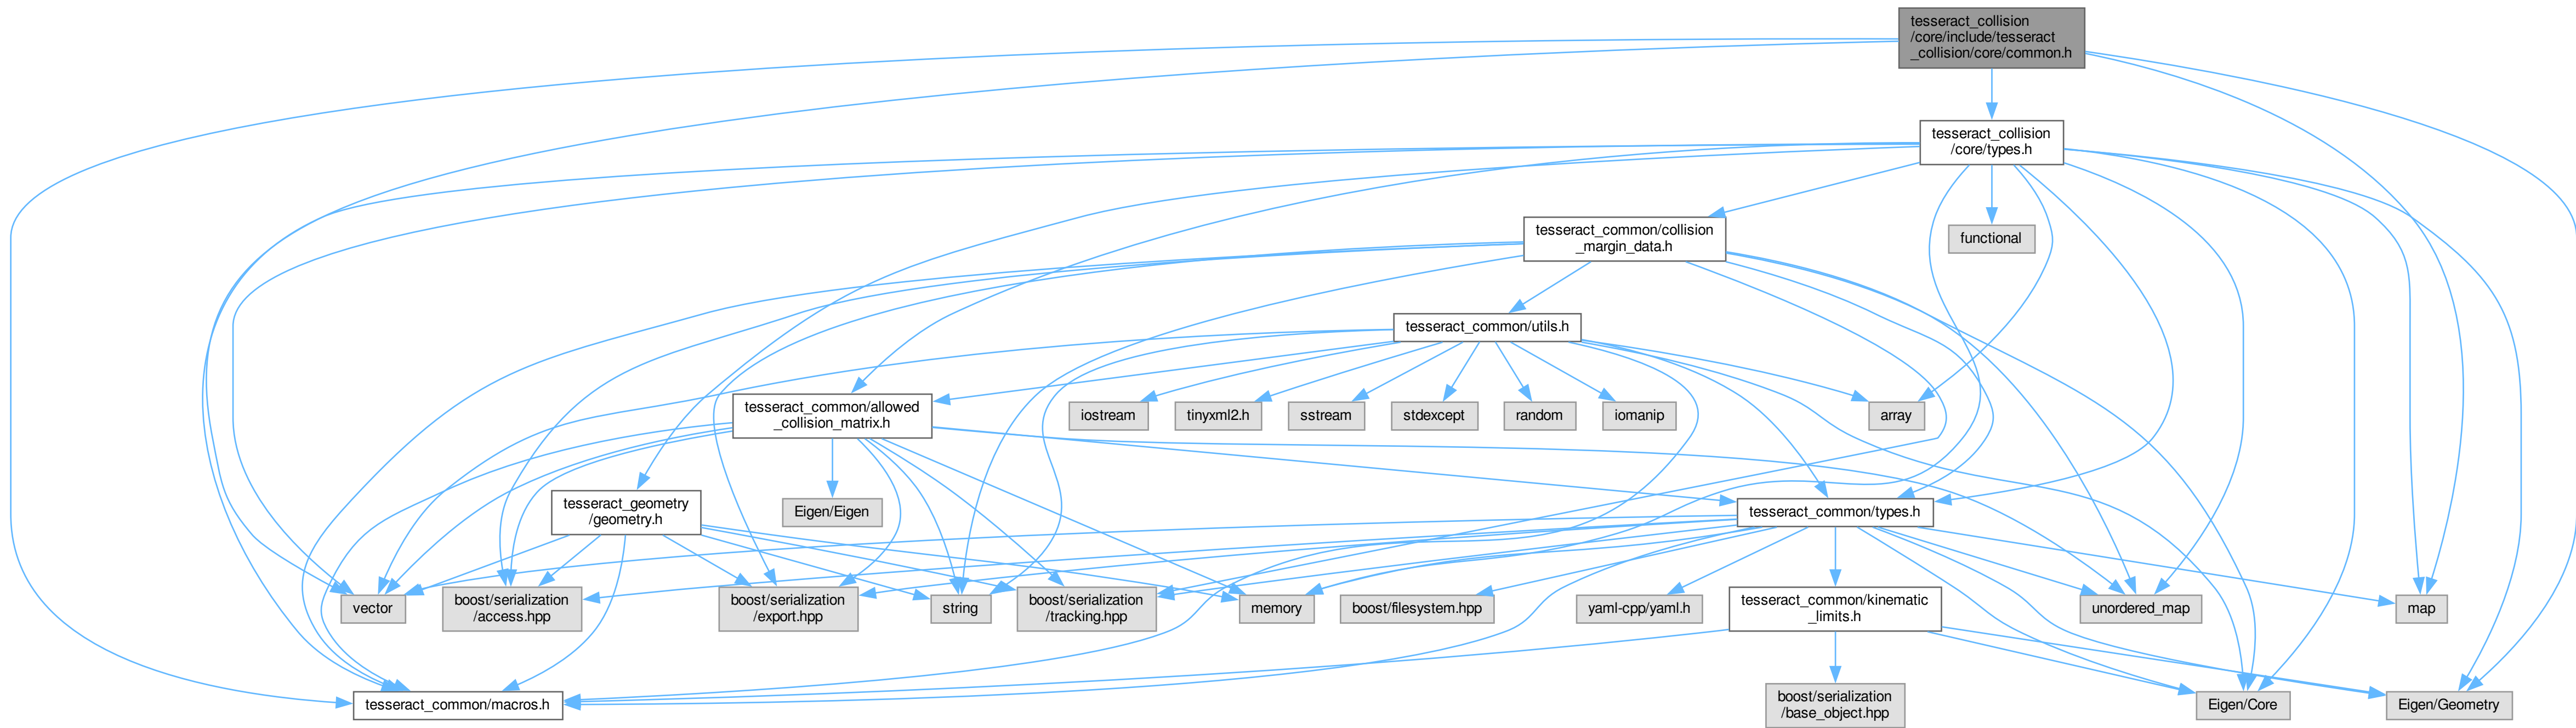 tesseract_collision
/core/include/tesseract
_collision/core/common.h
tesseract_collision
/core/types.h
tesseract_common/collision
_margin_data.h
functional
tesseract_common/utils.h
tesseract_common/allowed
_collision_matrix.h
iostream
tinyxml2.h
sstream
stdexcept
random
iomanip
array
tesseract_geometry
/geometry.h
Eigen/Eigen
tesseract_common/types.h
vector
boost/serialization
/access.hpp
boost/serialization
/export.hpp
string
boost/serialization
/tracking.hpp
memory
boost/filesystem.hpp
yaml-cpp/yaml.h
tesseract_common/kinematic
_limits.h
unordered_map
map
tesseract_common/macros.h
boost/serialization
/base_object.hpp
Eigen/Core
Eigen/Geometry